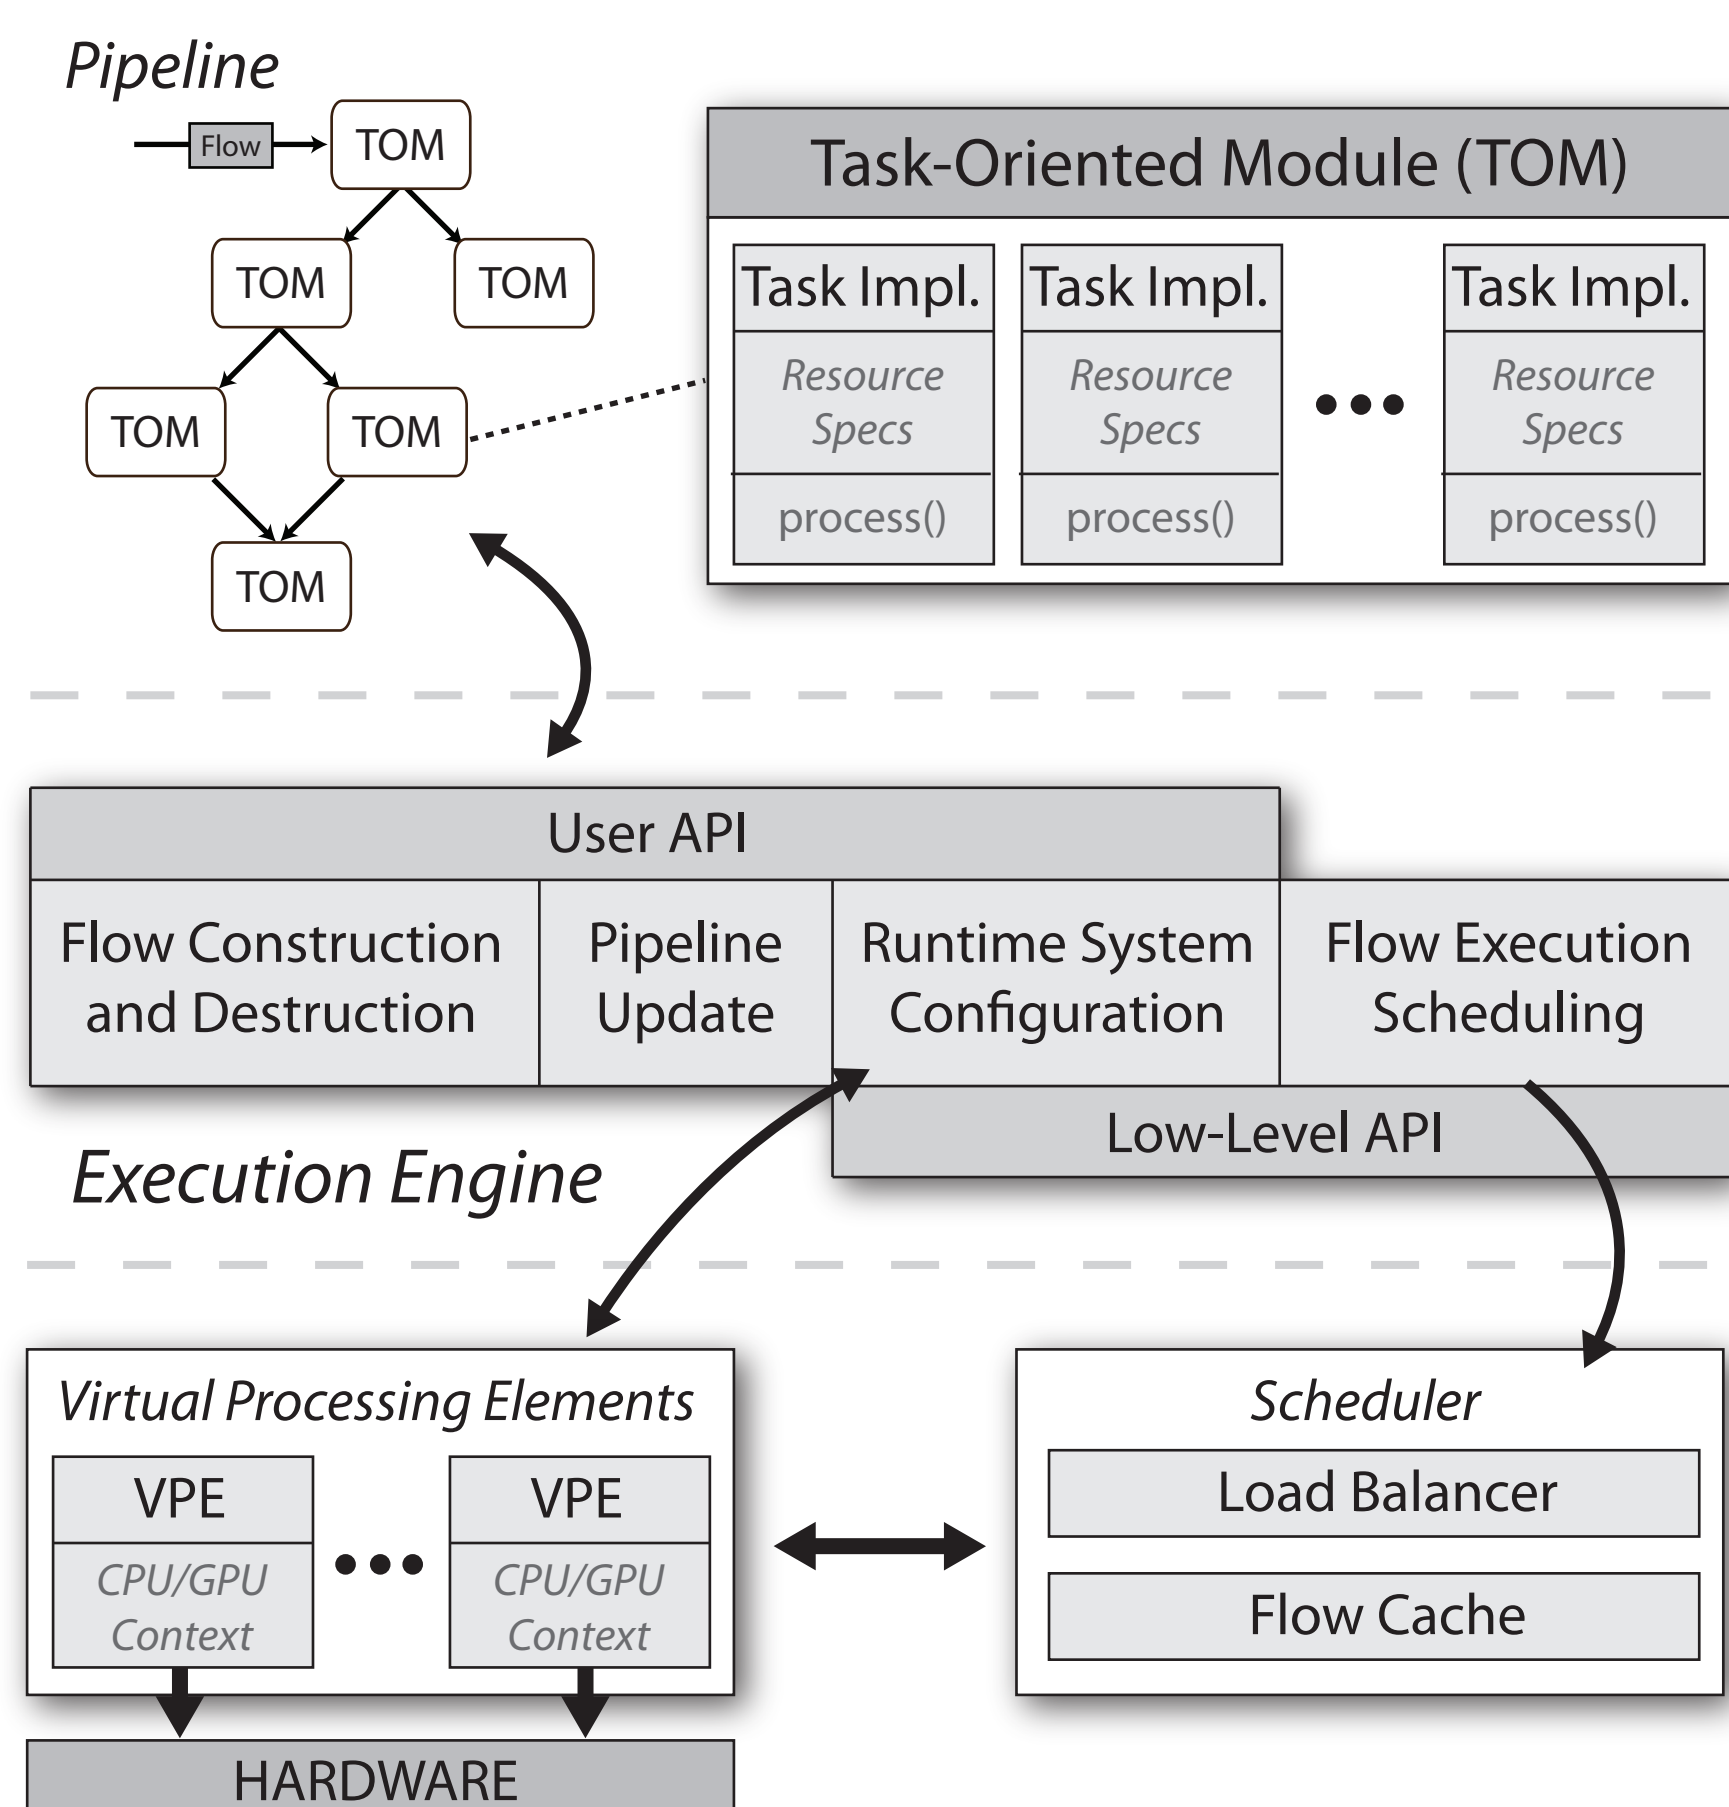 Pipeline
Flow
TOM
TOM
TOM
TOM
TOM
TOM
Task-Oriented Module (TOM)
Task Impl.
Resource
Specs
process()
Task Impl.
Resource
Specs
process()
Task Impl.
Resource
Specs
process()
User API
Flow Construction
and Destruction
Pipeline
Update
Runtime System
Configuration
Flow Execution
Scheduling
Low-Level API
Execution Engine
Virtual Processing Elements
VPE
CPU/GPU
Context
VPE
CPU/GPU
Context
Scheduler
Load Balancer
Flow Cache
HARDWARE